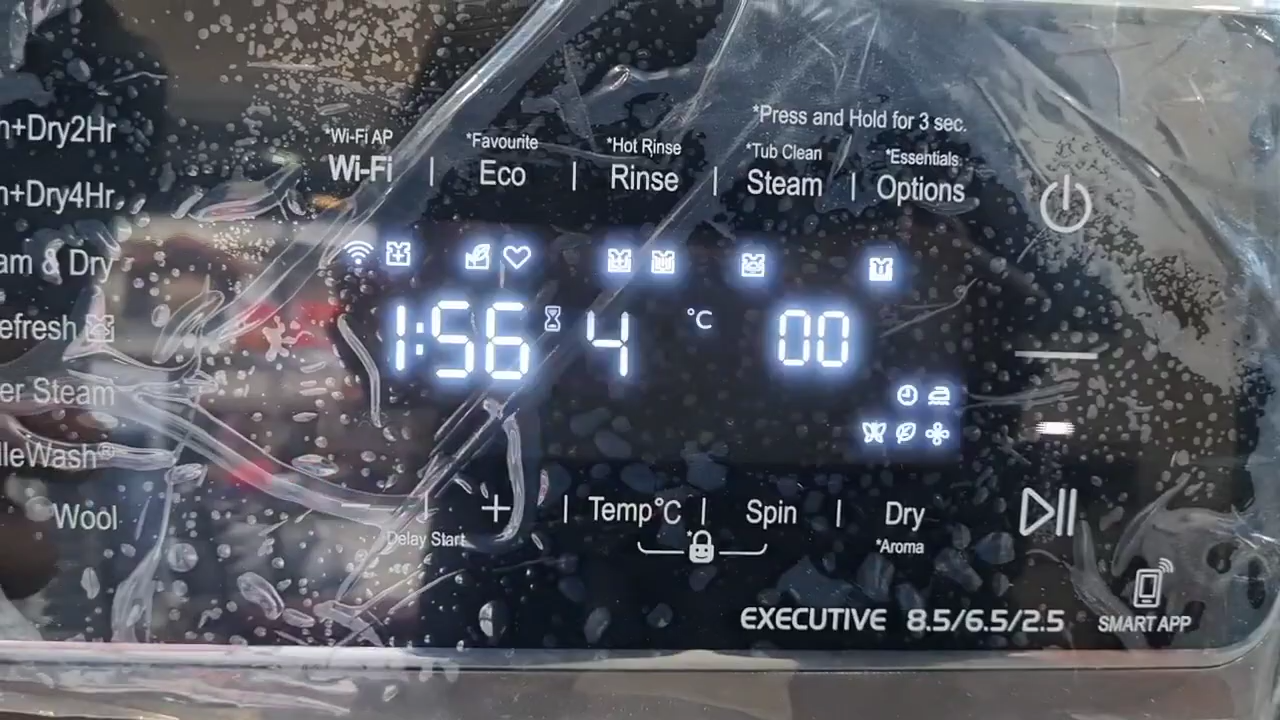 n+Dry2Hr
n+Dry4Hr
am & Dry
efresh
er Steam
dleWash®
Wool
*Press and Hold for 3 sec.
*Wi-Fi AP *Favourite *Hot Rinse *Tub Clean *Essentials
Wi-Fi | Eco | Rinse | Steam | Options
1:56 4 °C 00
− | + | Temp°C | Spin | Dry
Delay Start *Aroma
EXECUTIVE 8.5/6.5/2.5
SMART APP